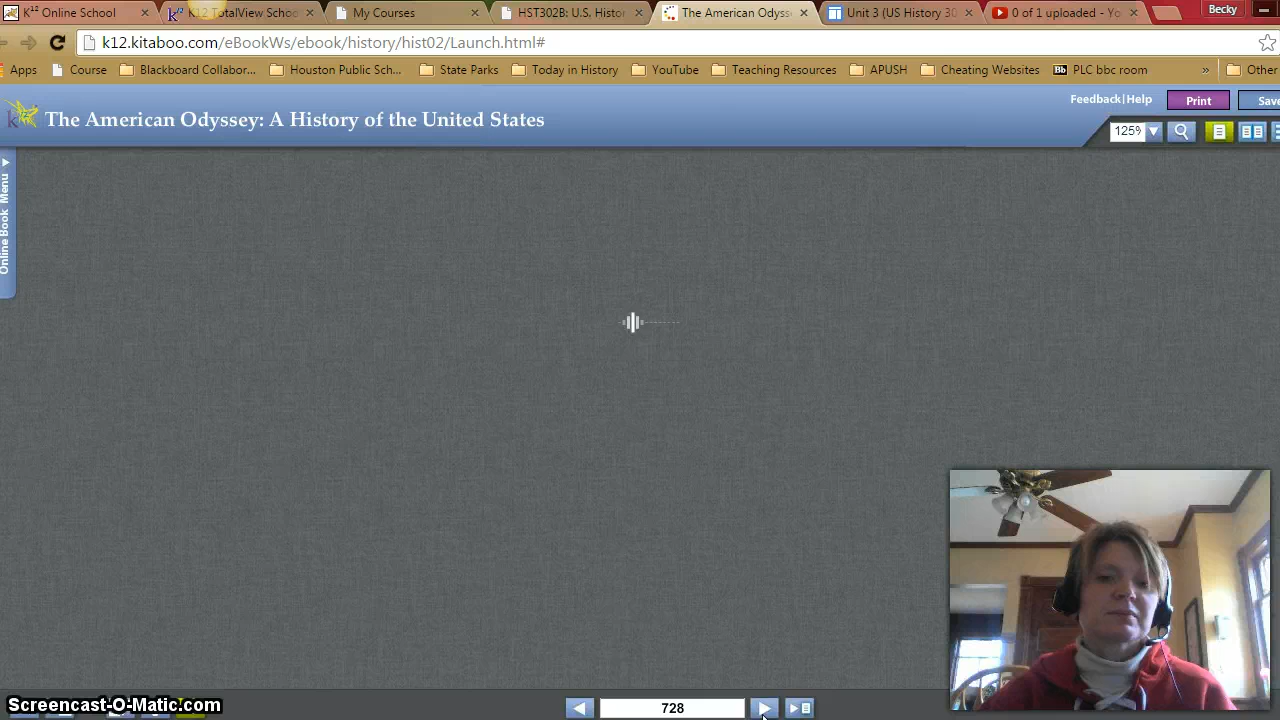 K¹² Online School
K12 TotalView Schoo
My Courses
HST302B: U.S. Histor
The American Odyss
Unit 3 (US History 30
0 of 1 uploaded - Yo
Becky
k12.kitaboo.com/eBookWs/ebook/history/hist02/Launch.html#
Apps Course Blackboard Collabor... Houston Public Sch... State Parks Today in History YouTube Teaching Resources APUSH Cheating Websites Bb PLC bbc room » Other
The American Odyssey: A History of the United States
Feedback|Help
Print
Save
125%
Online Book Menu
728
Screencast-O-Matic.com